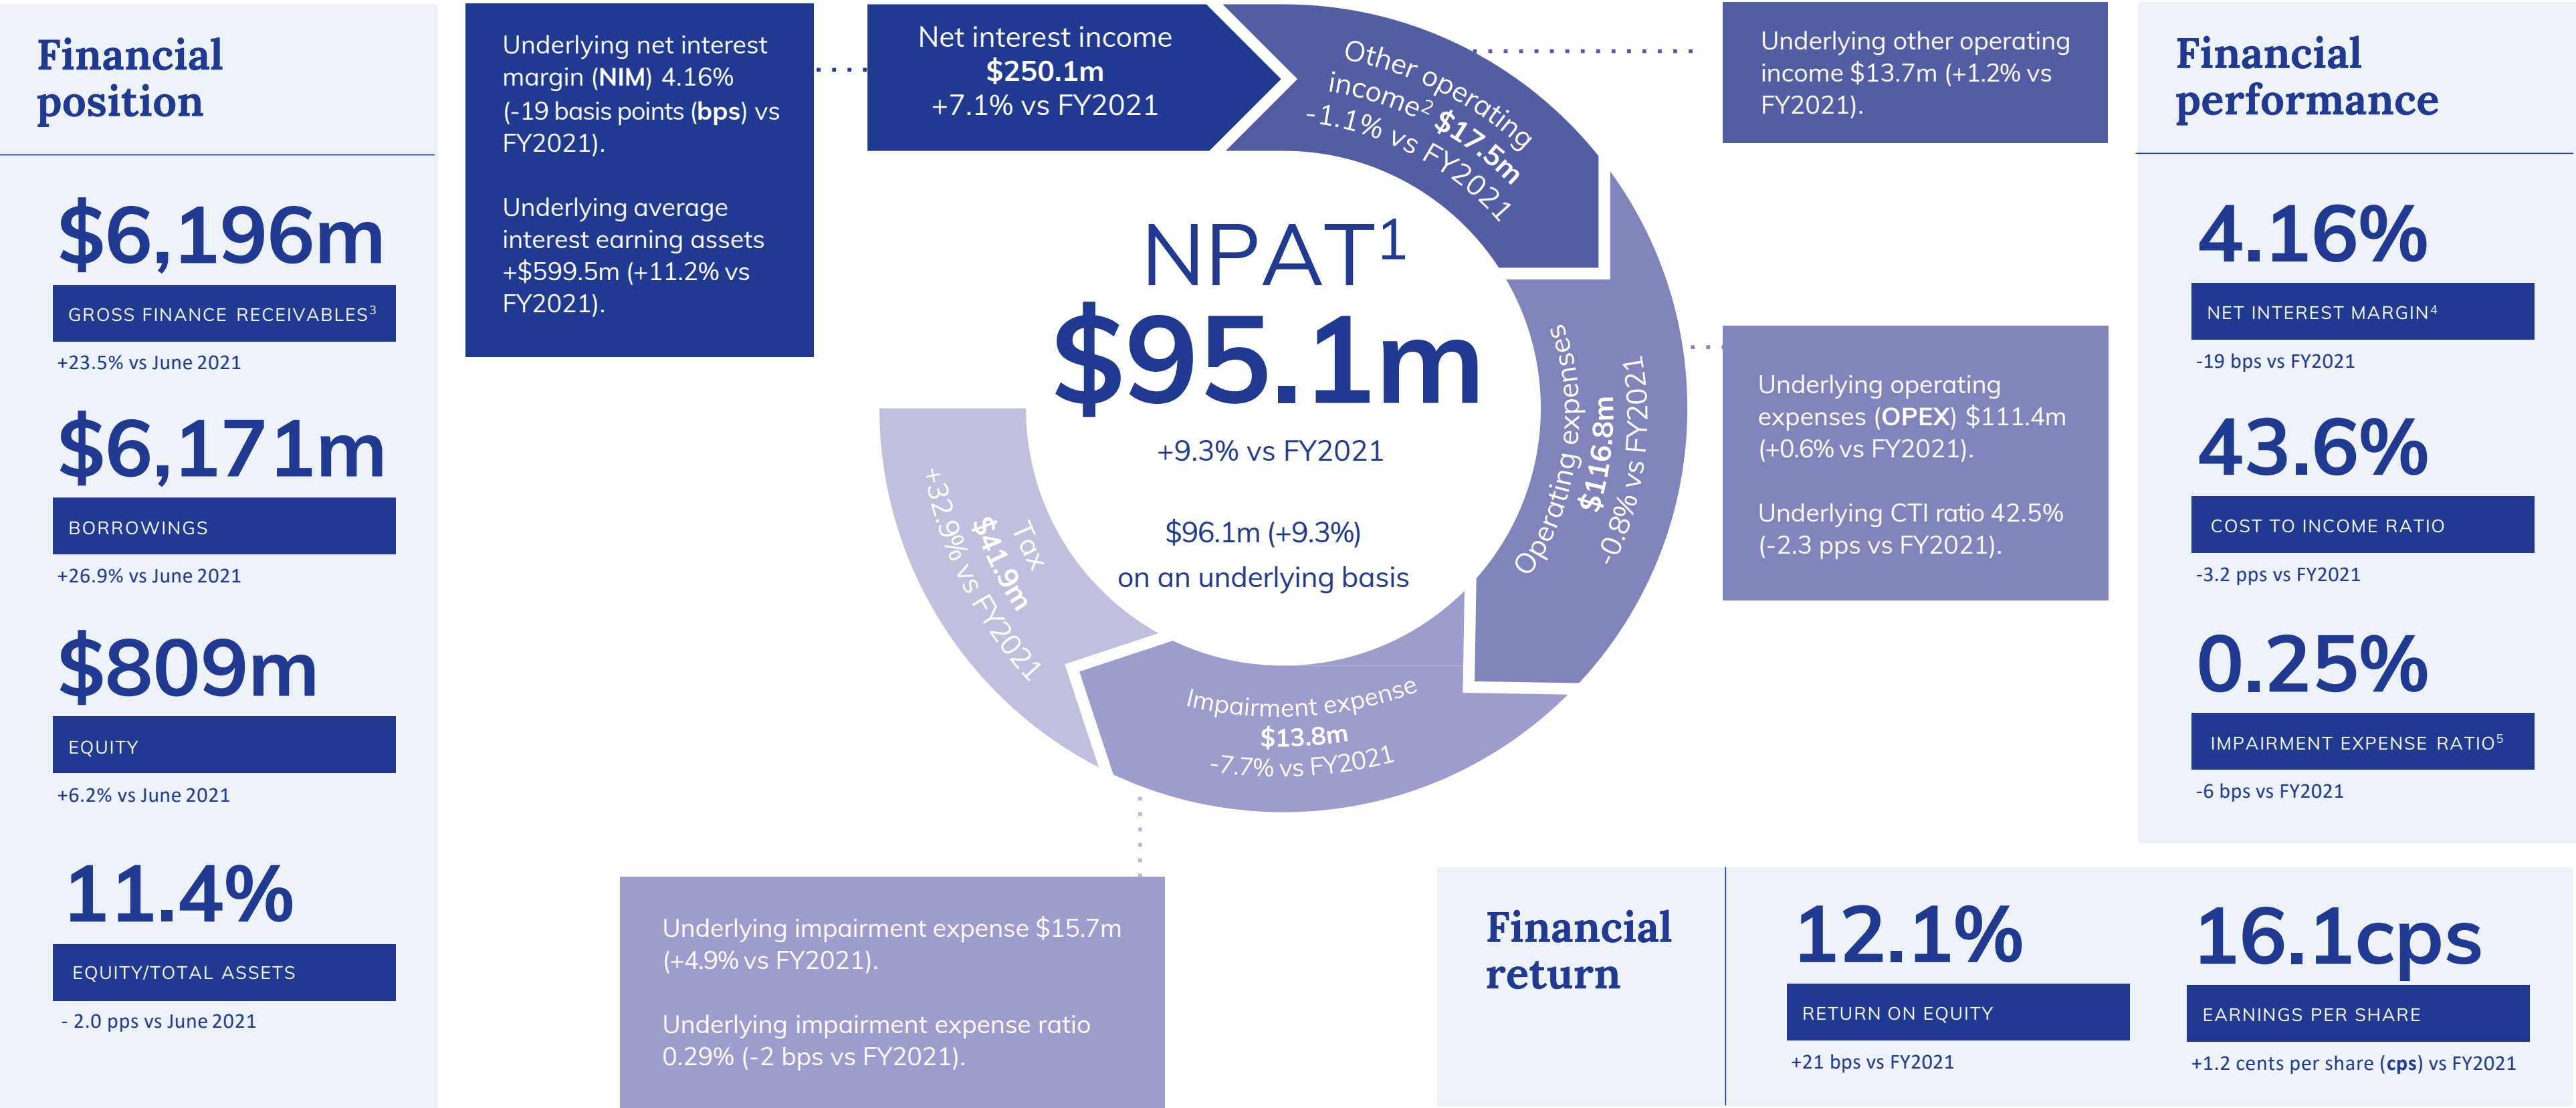 Financial
position
$6,196m
GROSS FINANCE RECEIVABLES3
+23.5% vs June 2021
$6,171m
BORROWINGS
+26.9% vs June 2021
$809m
EQUITY
+6.2% vs June 2021
11.4%
EQUITY/TOTAL ASSETS
- 2.0 pps vs June 2021
Underlying net interest
margin (NIM) 4.16%
(-19 basis points (bps) vs
FY2021).
Underlying average
interest earning assets
+$599.5m (+11.2% vs
FY2021).
Net interest income
$250.1m
+7.1% vs FY2021
Other operating
income2 $17.5m
-1.1% vs FY2021
Underlying other operating
income $13.7m (+1.2% vs
FY2021).
NPAT1
$95.1m
+9.3% vs FY2021
$96.1m (+9.3%)
on an underlying basis
Operating expenses
$116.8m
-0.8% vs FY2021
Underlying operating
expenses (OPEX) $111.4m
(+0.6% vs FY2021).
Underlying CTI ratio 42.5%
(-2.3 pps vs FY2021).
Impairment expense
$13.8m
-7.7% vs FY2021
Underlying impairment expense $15.7m
(+4.9% vs FY2021).
Underlying impairment expense ratio
0.29% (-2 bps vs FY2021).
Tax
$41.9m
+32.9% vs FY2021
Financial
performance
4.16%
NET INTEREST MARGIN4
-19 bps vs FY2021
43.6%
COST TO INCOME RATIO
-3.2 pps vs FY2021
0.25%
IMPAIRMENT EXPENSE RATIO5
-6 bps vs FY2021
Financial
return
12.1%
RETURN ON EQUITY
+21 bps vs FY2021
16.1cps
EARNINGS PER SHARE
+1.2 cents per share (cps) vs FY2021